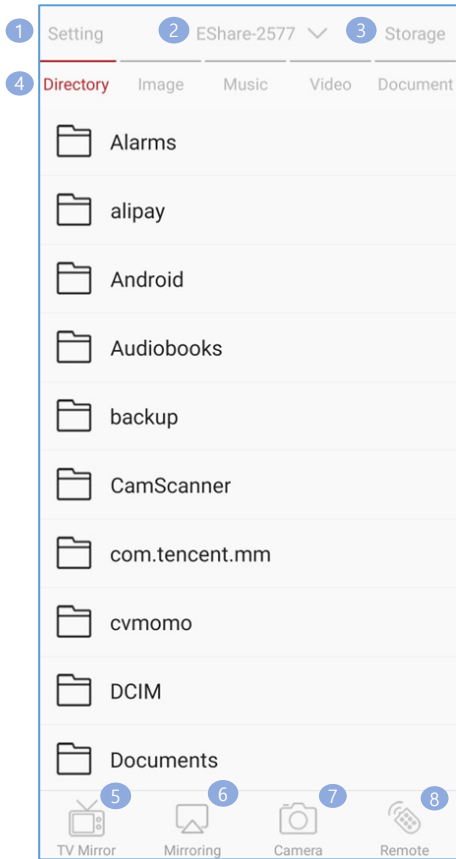 1 Setting 2 EShare-2577 3 Storage
4 Directory Image Music Video Document
Alarms
alipay
Android
Audiobooks
backup
CamScanner
com.tencent.mm
cvmomo
DCIM
Documents
5 6 7 8
TV Mirror Mirroring Camera Remote